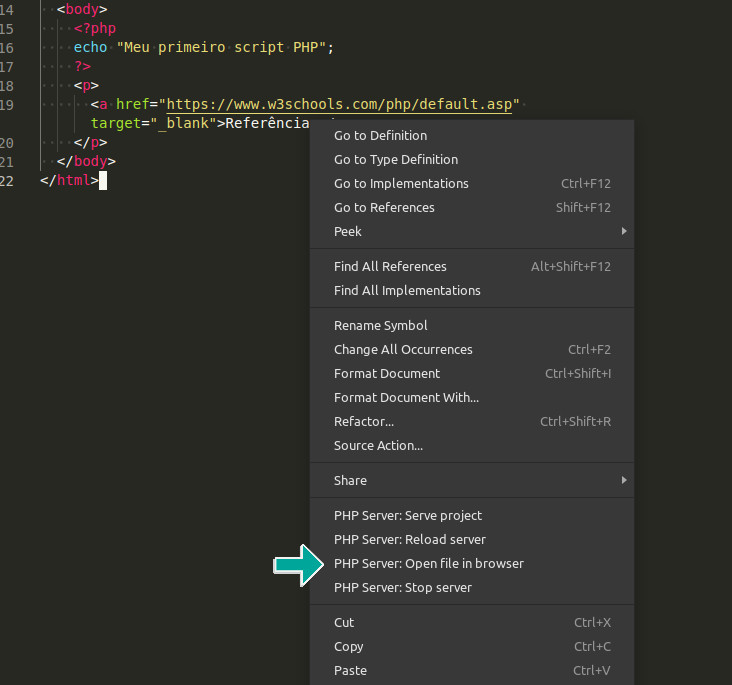 14 <body>
15 <?php
16 echo "Meu primeiro script PHP";
17 ?>
18 <p>
19 <a href="https://www.w3schools.com/php/default.asp"
target="_blank">Referência
20 </p>
21 </body>
22 </html>
Go to Definition
Go to Type Definition
Go to Implementations Ctrl+F12
Go to References Shift+F12
Peek
Find All References Alt+Shift+F12
Find All Implementations
Rename Symbol
Change All Occurrences Ctrl+F2
Format Document Ctrl+Shift+I
Format Document With...
Refactor... Ctrl+Shift+R
Source Action...
Share
PHP Server: Serve project
PHP Server: Reload server
PHP Server: Open file in browser
PHP Server: Stop server
Cut Ctrl+X
Copy Ctrl+C
Paste Ctrl+V